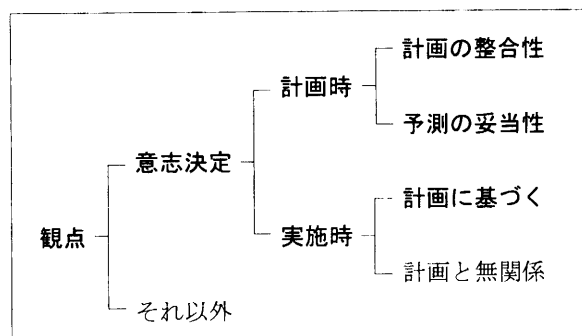 計画の整合性
計画時
予測の妥当性
意志決定
計画に基づく
観点
実施時
計画と無関係
それ以外